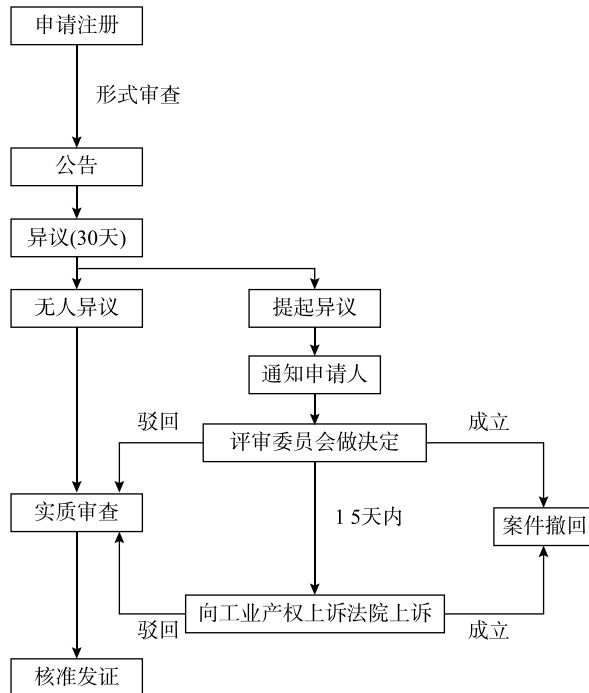 申请注册
形式审查
公告
异议(30天)
无人异议
提起异议
通知申请人
驳回
评审委员会做决定
成立
实质审查
15天内
案件撤回
驳回
向工业产权上诉法院上诉
成立
核准发证